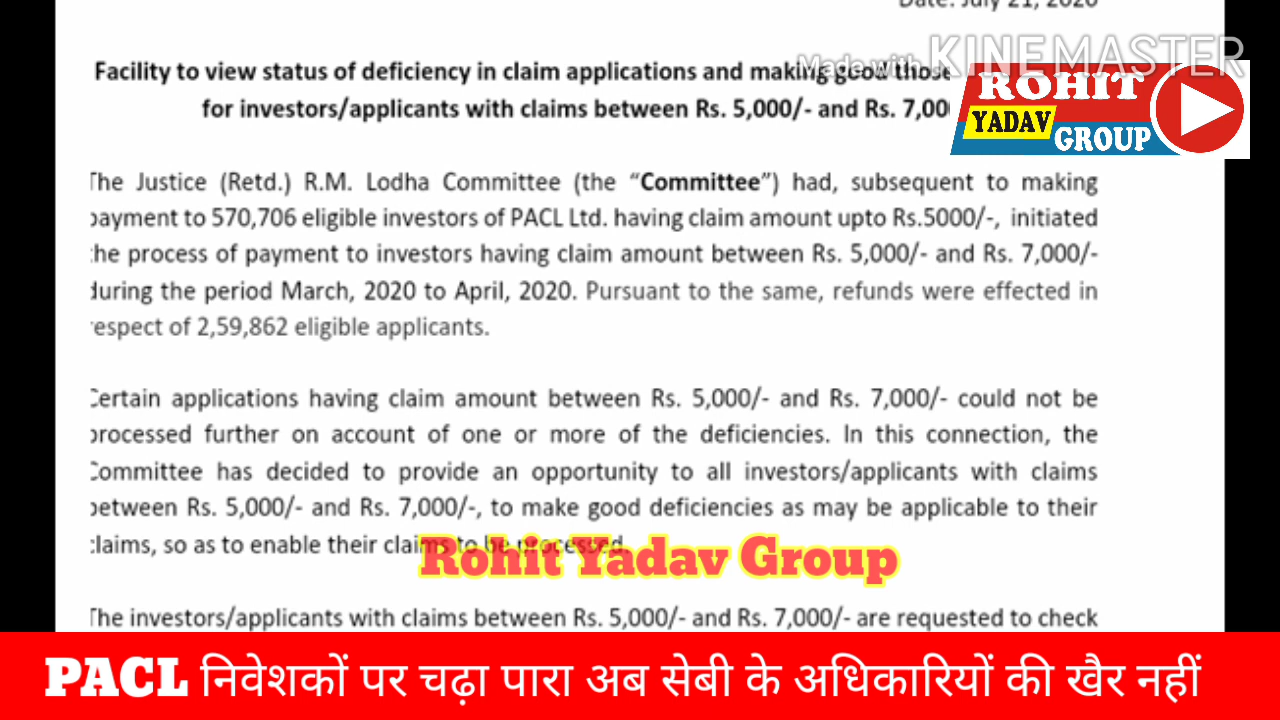 Date: July 21, 2020
Made with KINEMASTER
Facility to view status of deficiency in claim applications and making good those
for investors/applicants with claims between Rs. 5,000/- and Rs. 7,00
ROHIT
YADAV
GROUP
The Justice (Retd.) R.M. Lodha Committee (the “Committee”) had, subsequent to making
payment to 570,706 eligible investors of PACL Ltd. having claim amount upto Rs.5000/-, initiated
the process of payment to investors having claim amount between Rs. 5,000/- and Rs. 7,000/-
during the period March, 2020 to April, 2020. Pursuant to the same, refunds were effected in
respect of 2,59,862 eligible applicants.
Certain applications having claim amount between Rs. 5,000/- and Rs. 7,000/- could not be
processed further on account of one or more of the deficiencies. In this connection, the
Committee has decided to provide an opportunity to all investors/applicants with claims
between Rs. 5,000/- and Rs. 7,000/-, to make good deficiencies as may be applicable to their
claims, so as to enable their claims to be processed.
Rohit Yadav Group
The investors/applicants with claims between Rs. 5,000/- and Rs. 7,000/- are requested to check
PACL निवेशकों पर चढ़ा पारा अब सेबी के अधिकारियों की खैर नहीं